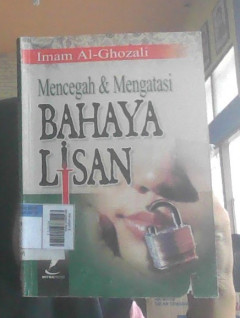 Imam Al-Ghozali
Mencegah & Mengatasi
BAHAYA
LiSAN